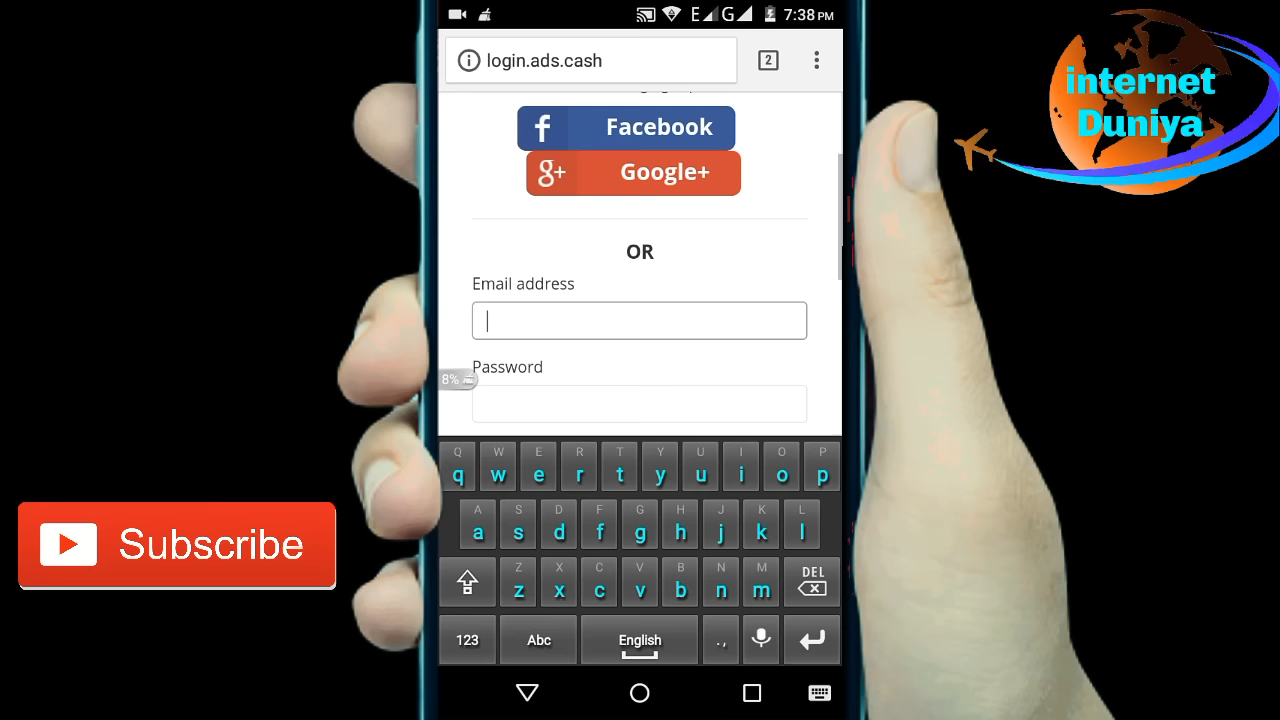 E G 7:38 PM
login.ads.cash 2
internet
Duniya
f Facebook
g+ Google+
OR
Email address
Password
8%
Q W E R T Y U I O P
q w e r t y u i o p
A S D F G H J K L
a s d f g h j k l
Z X C V B N M DEL
z x c v b n m
123 Abc English .,
Subscribe